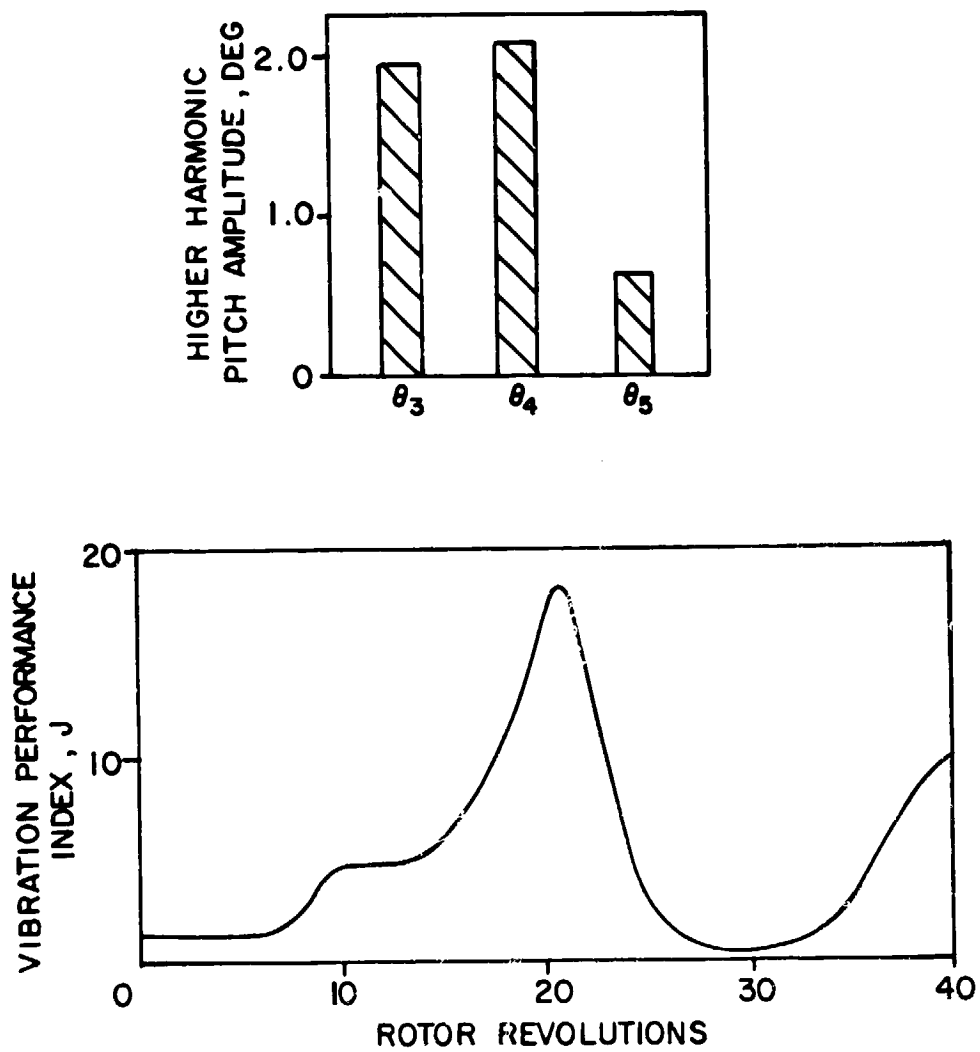 HIGHER HARMONIC
PITCH AMPLITUDE, DEG
2.0
1.0
0
θ3
θ4
θ5
VIBRATION PERFORMANCE
INDEX, J
20
10
0
10
20
30
40
ROTOR REVOLUTIONS